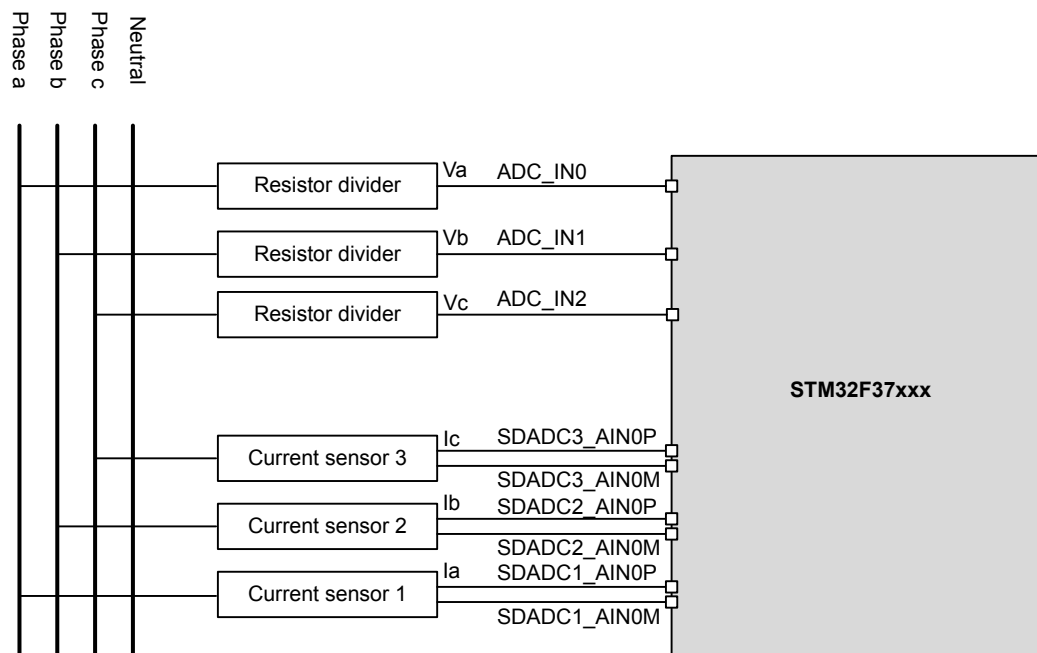 Phase a
Phase b
Phase c
Neutral
Resistor divider
Va
ADC_IN0
Resistor divider
Vb
ADC_IN1
Resistor divider
Vc
ADC_IN2
STM32F37xxx
Current sensor 3
Ic
SDADC3_AIN0P
SDADC3_AIN0M
Current sensor 2
Ib
SDADC2_AIN0P
SDADC2_AIN0M
Current sensor 1
Ia
SDADC1_AIN0P
SDADC1_AIN0M